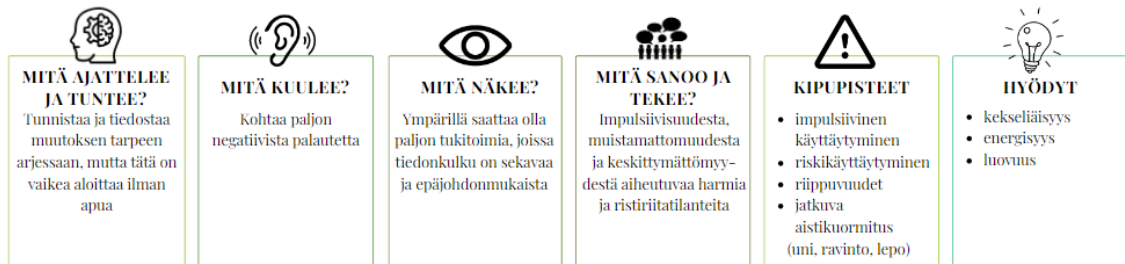 MITÄ AJATTELEE
JA TUNTEE?
Tunnistaa ja tiedostaa
muutoksen tarpeen
arjessaan, mutta tätä on
vaikea aloittaa ilman
apua
MITÄ KUULEE?
Kohtaa paljon
negatiivista palautetta
MITÄ NÄKEE?
Ympärillä saattaa olla
paljon tukitoimia, joissa
tiedonkulku on sekavaa
ja epäjohdonmukaista
MITÄ SANOO JA
TEKEE?
Impulsiivisuudesta,
muistamattomuudesta
ja keskittymättömyy-
destä aiheutuvaa harmia
ja ristiriitatilanteita
KIPUPISTEET
• impulsiivinen
käyttäytyminen
• riskikäyttäytyminen
• riippuvuudet
• jatkuva
aistikuormitus
(uni, ravinto, lepo)
HYÖDYT
• kekseliäisyys
• energisyys
• luovuus